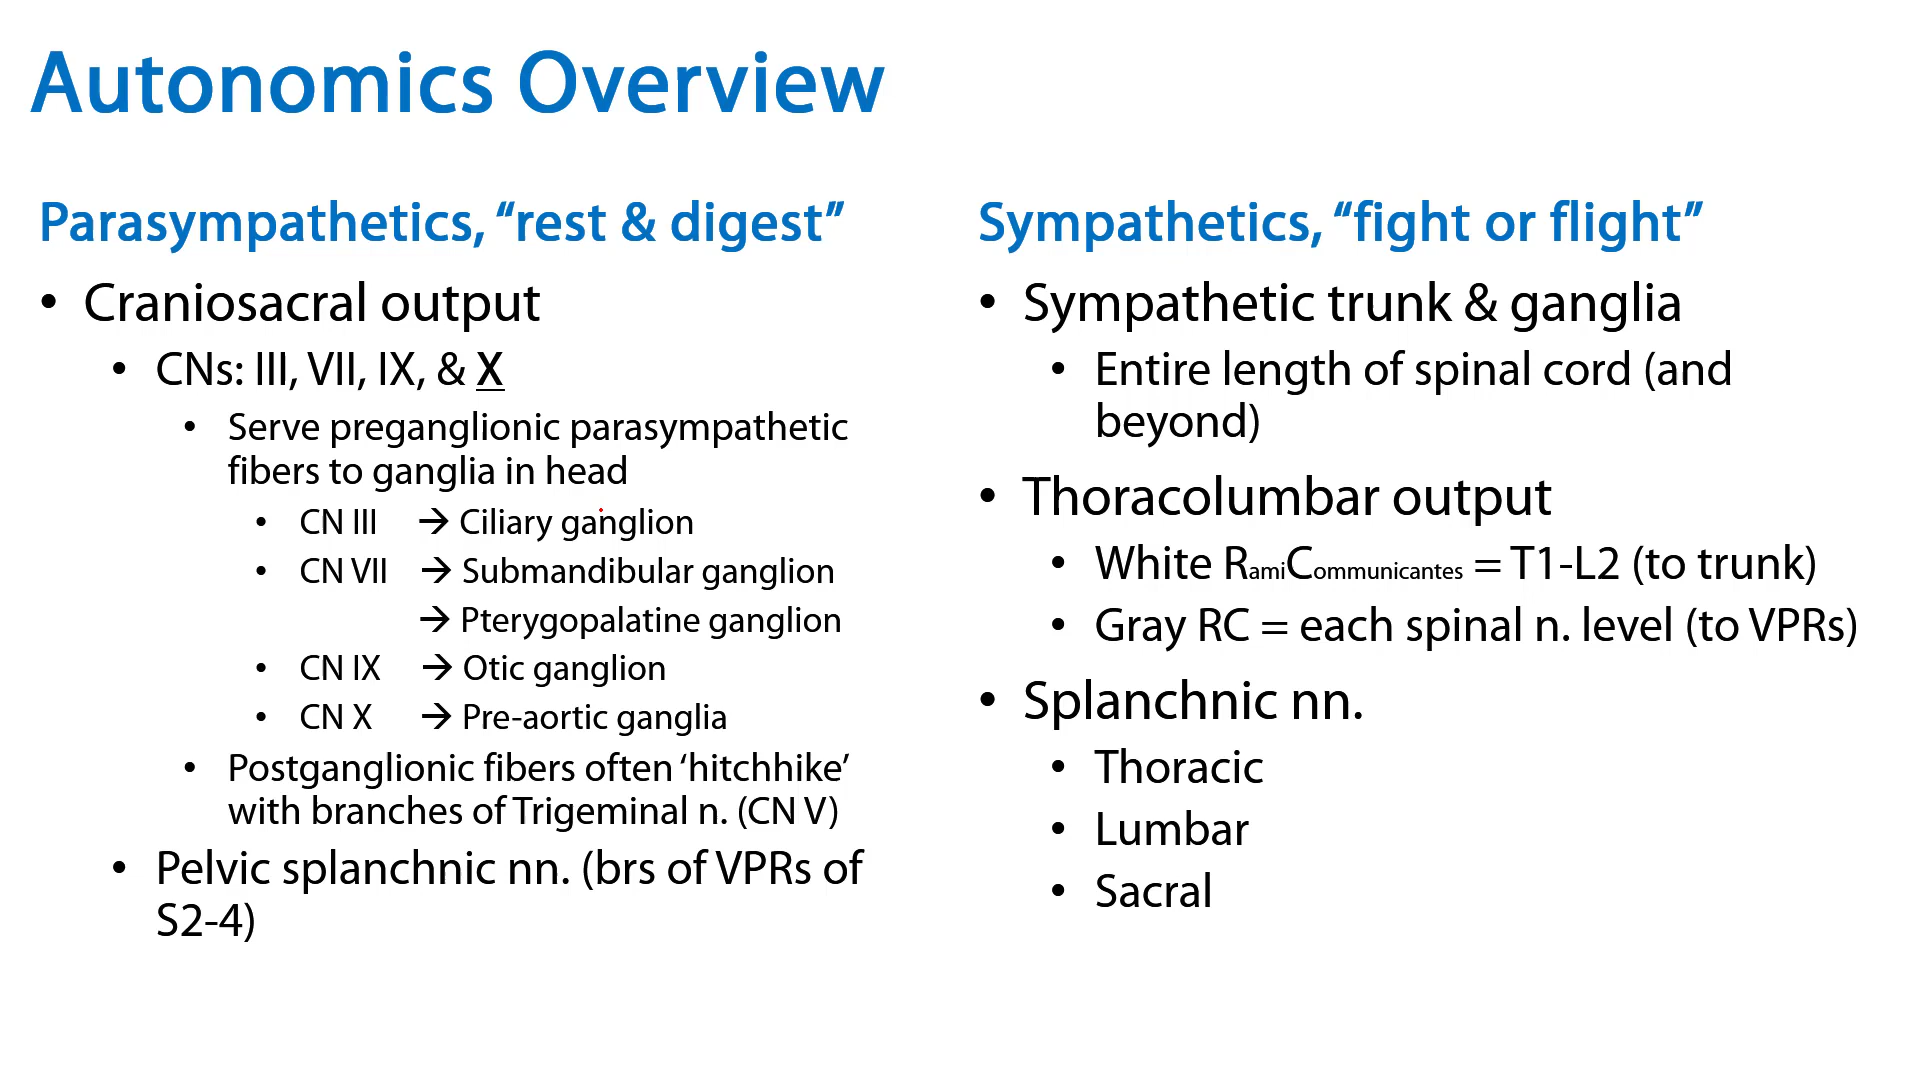 Autonomics Overview
Parasympathetics, “rest & digest”
• Craniosacral output
• CNs: III, VII, IX, & X
• Serve preganglionic parasympathetic
fibers to ganglia in head
• CN III → Ciliary ganglion
• CN VII → Submandibular ganglion
→ Pterygopalatine ganglion
• CN IX → Otic ganglion
• CN X → Pre-aortic ganglia
• Postganglionic fibers often ‘hitchhike’
with branches of Trigeminal n. (CN V)
• Pelvic splanchnic nn. (brs of VPRs of
S2-4)
Sympathetics, “fight or flight”
• Sympathetic trunk & ganglia
• Entire length of spinal cord (and
beyond)
• Thoracolumbar output
• White RamiCommunicantes = T1-L2 (to trunk)
• Gray RC = each spinal n. level (to VPRs)
• Splanchnic nn.
• Thoracic
• Lumbar
• Sacral